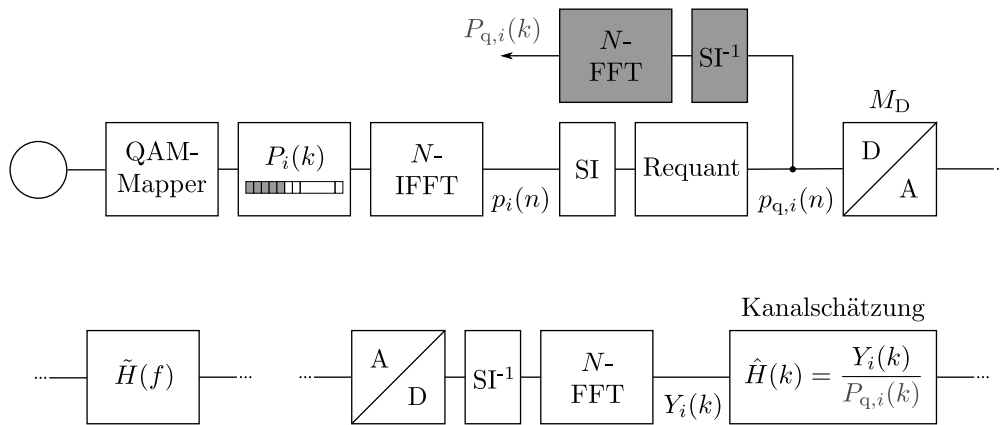 P_{q,i}(k)
N-
FFT
SI^{-1}
M_D
QAM-
Mapper
P_i(k)
N-
IFFT
p_i(n)
SI
Requant
p_{q,i}(n)
D
A
...
Kanalschätzung
...
H̃(f)
...
...
A
D
SI^{-1}
N-
FFT
Y_i(k)
Ĥ(k) = Y_i(k) / P_{q,i}(k)
...